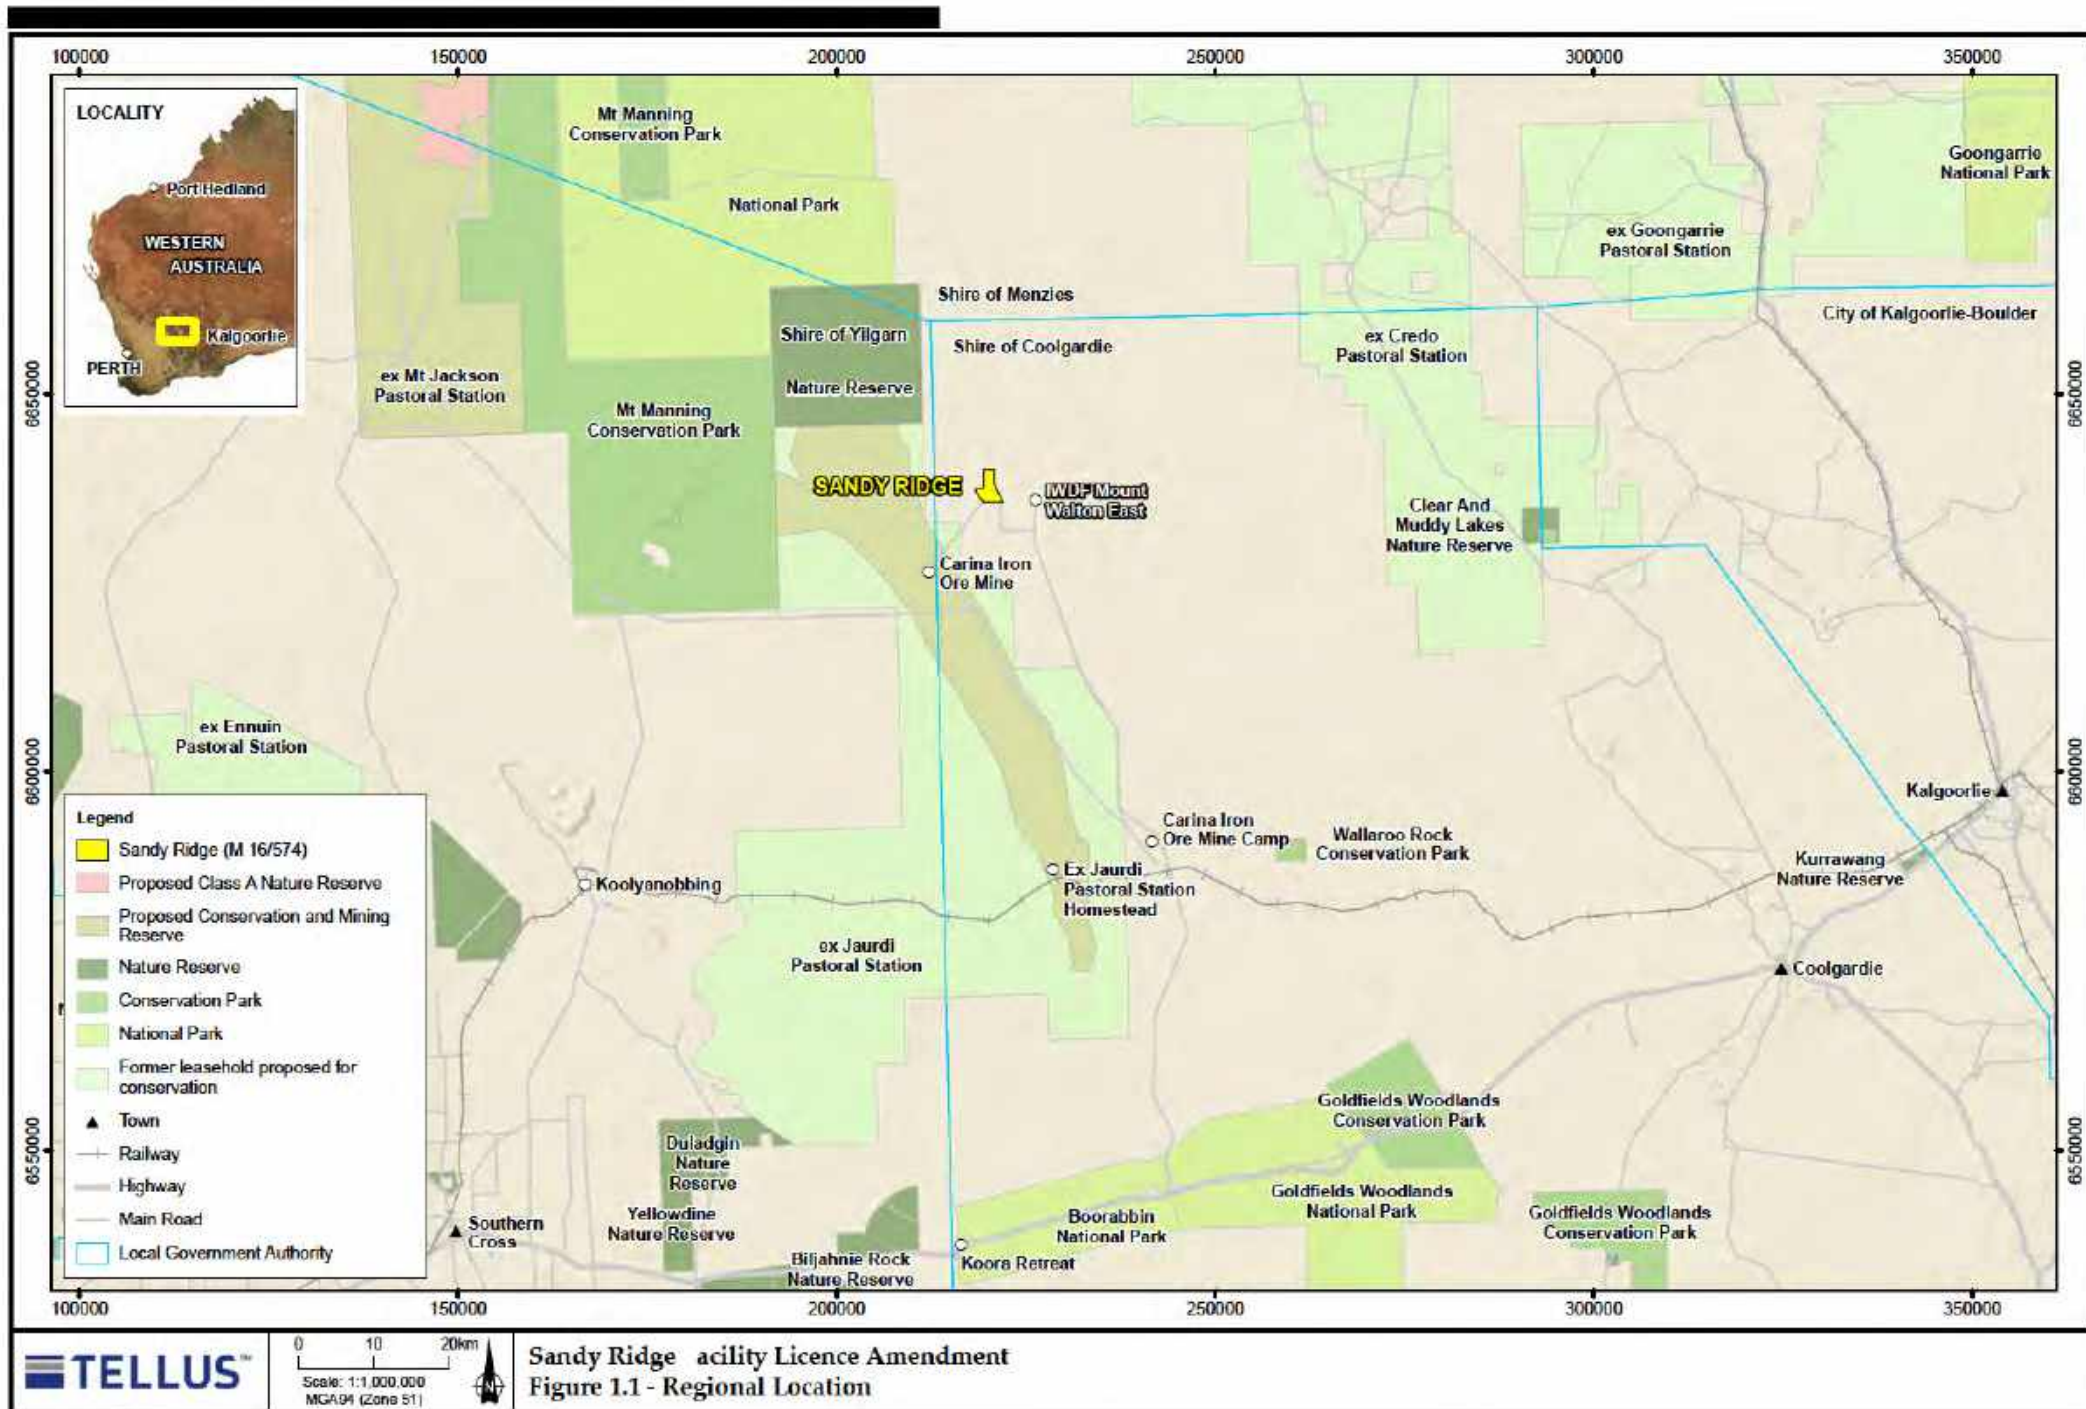 100000 150000 200000 250000 300000 350000
LOCALITY
Port Hedland
WESTERN
AUSTRALIA
Kalgoorlie
PERTH
Mt Manning
Conservation Park
National Park
Goongarrie
National Park
ex Goongarrie
Pastoral Station
Shire of Menzies
City of Kalgoorlie-Boulder
Shire of Yilgarn
Shire of Coolgardie
ex Credo
Pastoral Station
Nature Reserve
ex Mt Jackson
Pastoral Station
Mt Manning
Conservation Park
6650000
6650000
SANDY RIDGE
IWDF Mount
Walton East
Clear And
Muddy Lakes
Nature Reserve
Carina Iron
Ore Mine
ex Ennuin
Pastoral Station
6600000
6600000
Kalgoorlie
Carina Iron
Ore Mine Camp
Wallaroo Rock
Conservation Park
Kurrawang
Nature Reserve
Koolyanobbing
Ex Jaurdi
Pastoral Station
Homestead
ex Jaurdi
Pastoral Station
Coolgardie
Legend
Sandy Ridge (M 16/574)
Proposed Class A Nature Reserve
Proposed Conservation and Mining
Reserve
Nature Reserve
Conservation Park
National Park
Former leasehold proposed for
conservation
Town
Railway
Highway
Main Road
Local Government Authority
Goldfields Woodlands
Conservation Park
6550000
6550000
Duladgin
Nature
Reserve
Goldfields Woodlands
National Park
Yellowdine
Nature Reserve
Southern
Cross
Boorabbin
National Park
Goldfields Woodlands
Conservation Park
Biljahnie Rock
Nature Reserve
Koora Retreat
100000 150000 200000 250000 300000 350000
TELLUS™
0 10 20km
Scale: 1:1,000,000
MGA94 (Zone 51)
N
Sandy Ridge acility Licence Amendment
Figure 1.1 - Regional Location